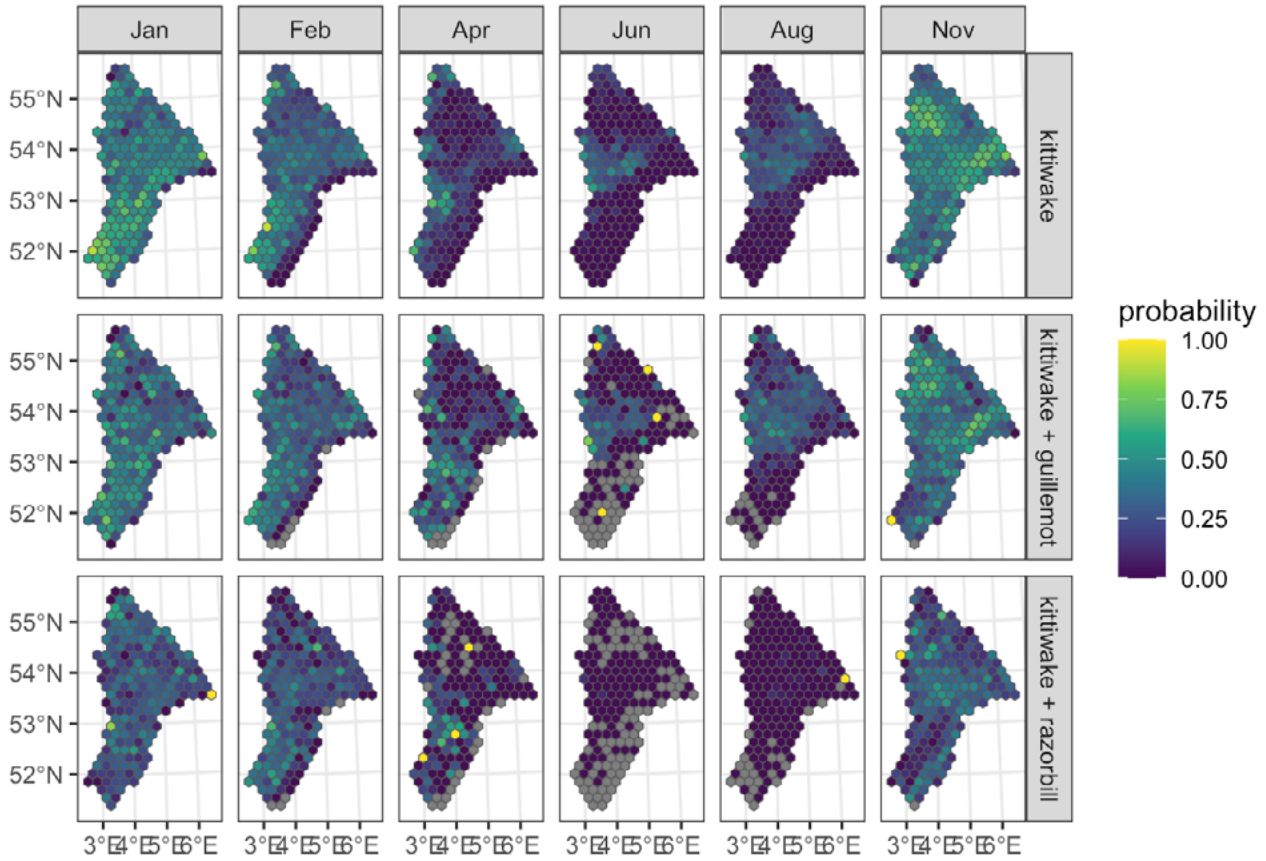 Jan Feb Apr Jun Aug Nov
55°N
54°N
53°N
52°N
kittiwake
55°N
54°N
53°N
52°N
kittiwake + guillemot
55°N
54°N
53°N
52°N
kittiwake + razorbill
3°E4°E5°E6°E 3°E4°E5°E6°E 3°E4°E5°E6°E 3°E4°E5°E6°E 3°E4°E5°E6°E 3°E4°E5°E6°E
probability
1.00
0.75
0.50
0.25
0.00